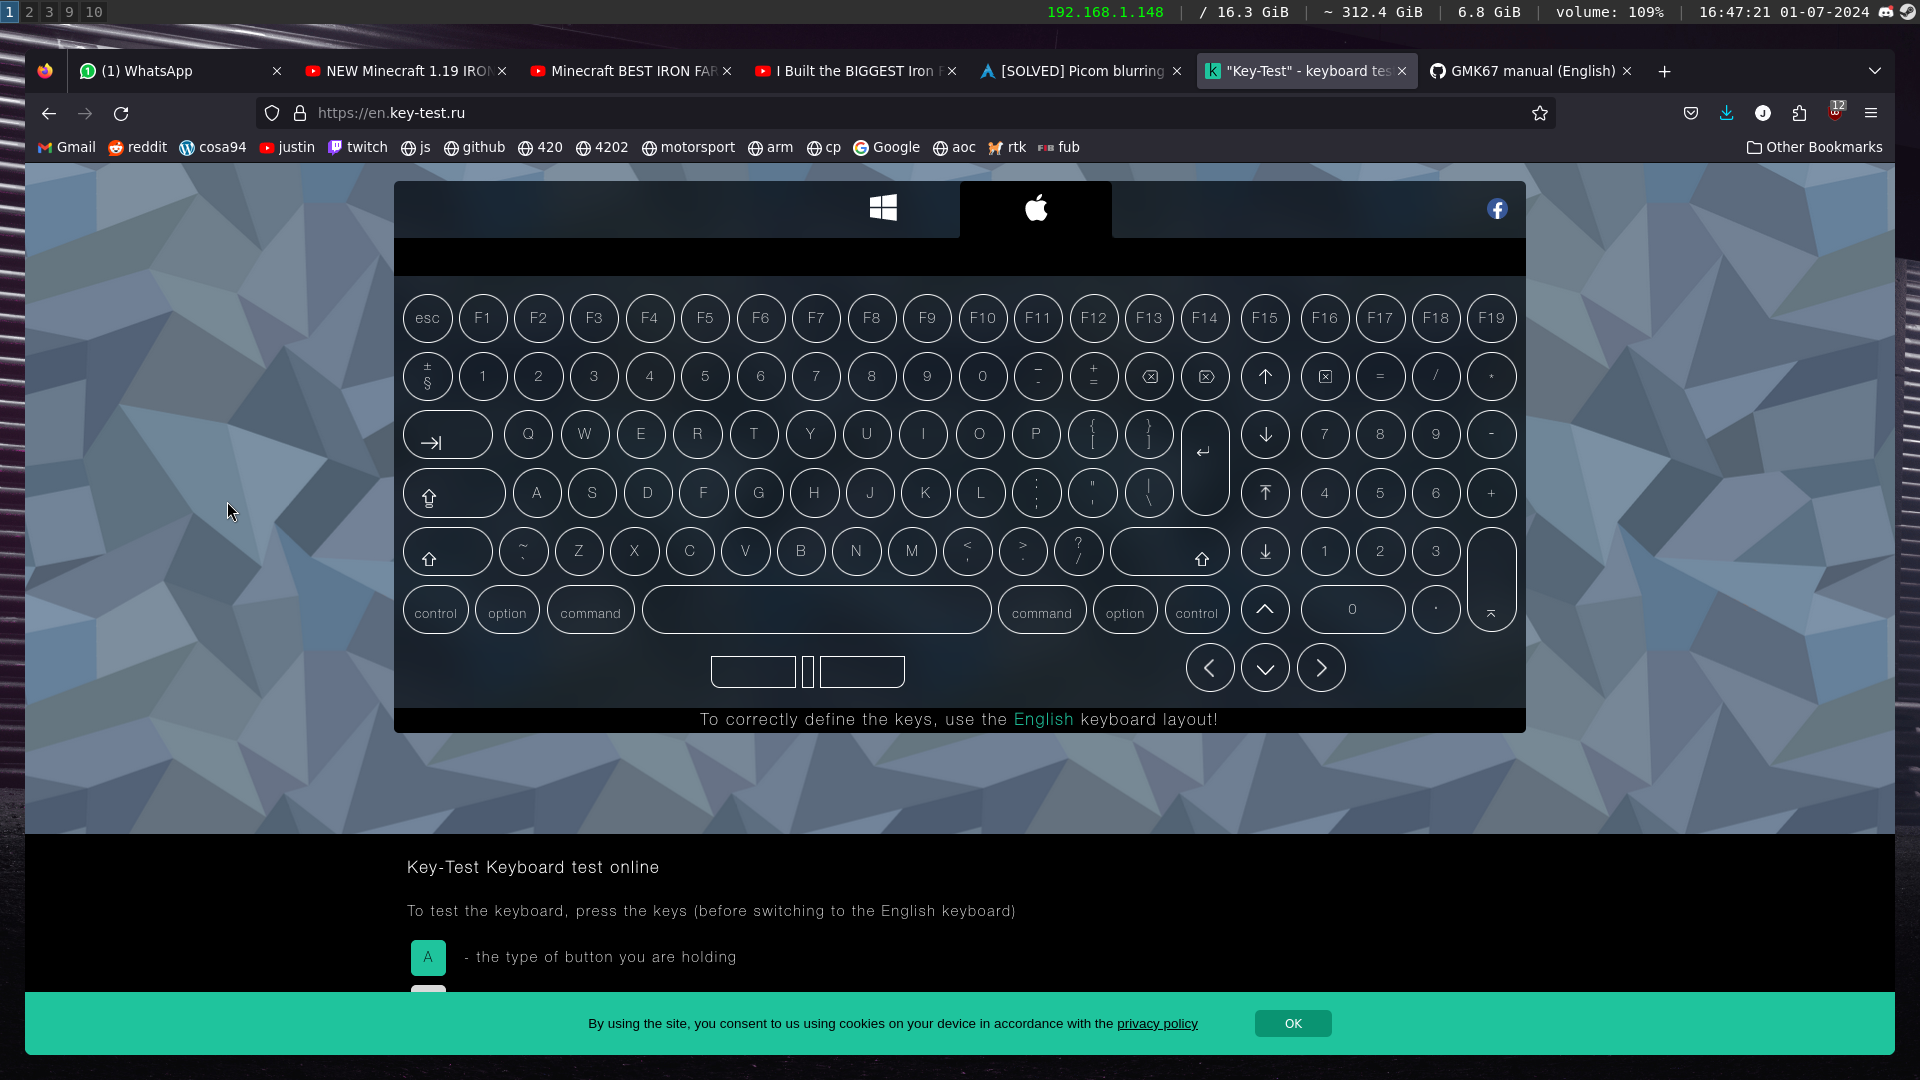 1 2 3 9 10
192.168.1.148 | / 16.3 GiB | ~ 312.4 GiB | 6.8 GiB | volume: 109% | 16:47:21 01-07-2024
(1) WhatsApp NEW Minecraft 1.19 IRON Minecraft BEST IRON FAR I Built the BIGGEST Iron F [SOLVED] Picom blurring "Key-Test" - keyboard tes GMK67 manual (English)
https://en.key-test.ru
12
Gmail reddit cosa94 justin twitch js github 420 4202 motorsport arm cp Google aoc rtk fub Other Bookmarks
esc F1 F2 F3 F4 F5 F6 F7 F8 F9 F10 F11 F12 F13 F14 F15 F16 F17 F18 F19
± § 1 2 3 4 5 6 7 8 9 0 _ - + = ⌫ ⌦ ↑ ⌧ = / *
→| Q W E R T Y U I O P { [ } ] ↵ ↓ 7 8 9 -
⇪ A S D F G H J K L : ; " ' | \ ⤒ 4 5 6 +
⇧ ~ ` Z X C V B N M < , > . ? / ⇧ ⤓ 1 2 3
control option command command option control ^ 0 . ⌅
< ⌄ >
To correctly define the keys, use the English keyboard layout!
Key-Test Keyboard test online
To test the keyboard, press the keys (before switching to the English keyboard)
A - the type of button you are holding
By using the site, you consent to us using cookies on your device in accordance with the privacy policy OK